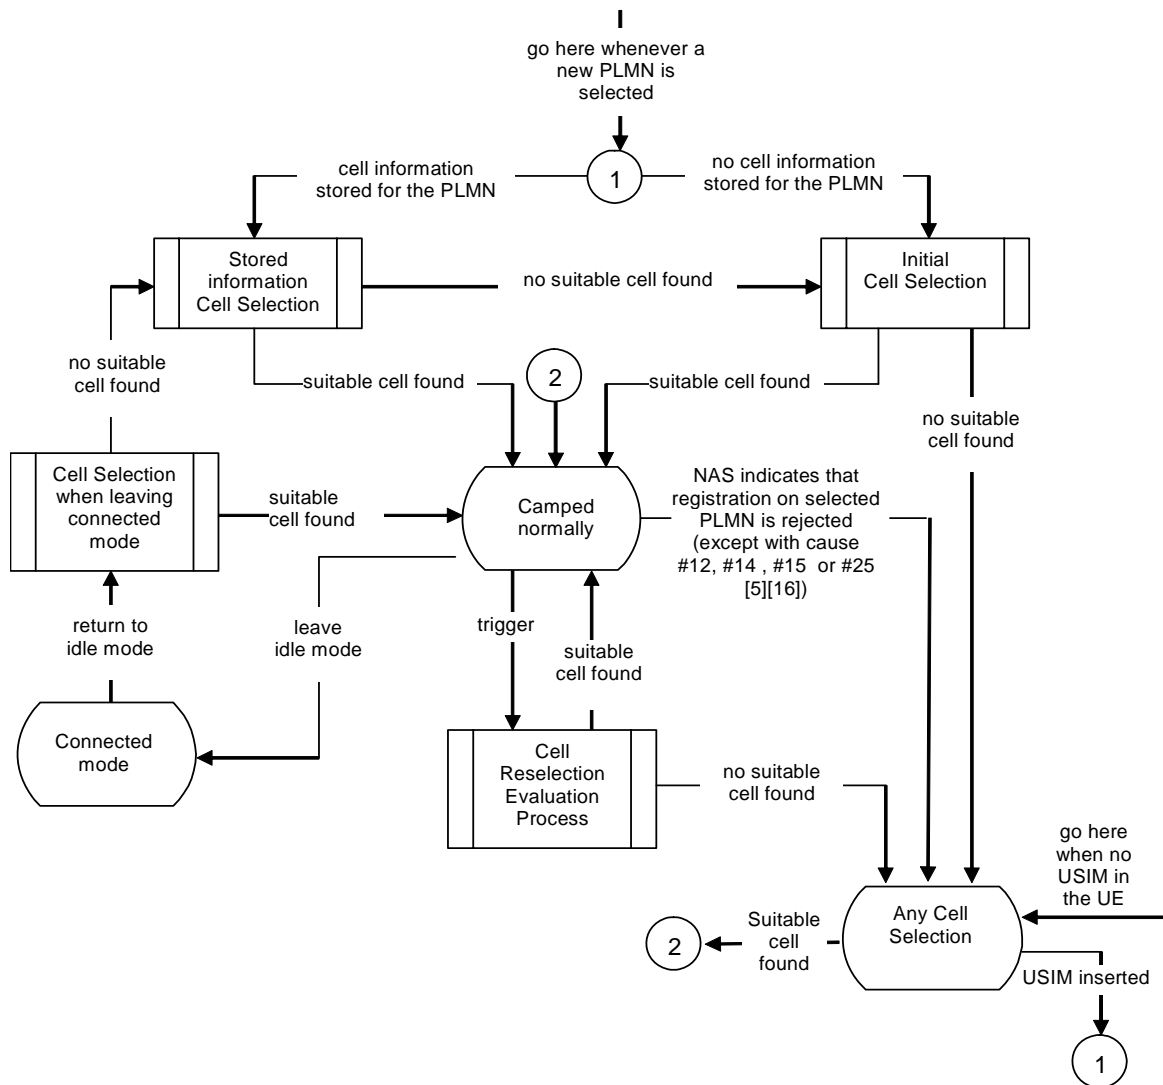 go here whenever a
new PLMN is
selected
1
cell information
stored for the PLMN
no cell information
stored for the PLMN
Stored
information
Cell Selection
no suitable cell found
Initial
Cell Selection
no suitable
cell found
suitable cell found
2
suitable cell found
no suitable
cell found
Cell Selection
when leaving
connected
mode
suitable
cell found
Camped
normally
NAS indicates that
registration on selected
PLMN is rejected
(except with cause
#12, #14 , #15  or #25
[5][16])
return to
idle mode
leave
idle mode
trigger
suitable
cell found
Connected
mode
Cell
Reselection
Evaluation
Process
no suitable
cell found
go here
when no
USIM in
the UE
Any Cell
Selection
Suitable
cell
found
2
USIM inserted
1